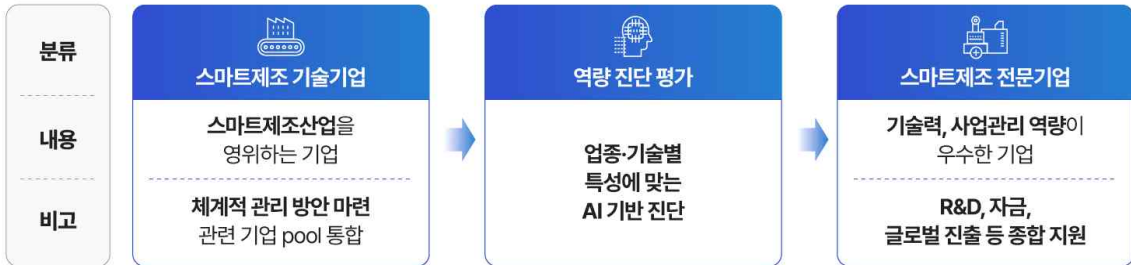 분류
내용
비고
스마트제조 기술기업
스마트제조산업을
영위하는 기업
체계적 관리 방안 마련
관련 기업 pool 통합
역량 진단 평가
업종·기술별
특성에 맞는
AI 기반 진단
스마트제조 전문기업
기술력, 사업관리 역량이
우수한 기업
R&D, 자금,
글로벌 진출 등 종합 지원